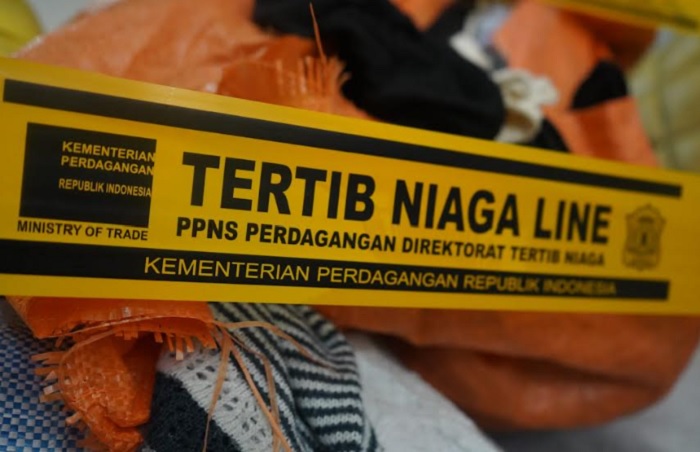 KEMENTERIAN
PERDAGANGAN
REPUBLIK INDONESIA
MINISTRY OF TRADE
TERTIB NIAGA LINE
PPNS PERDAGANGAN DIREKTORAT TERTIB NIAGA
KEMENTERIAN PERDAGANGAN REPUBLIK INDONESIA